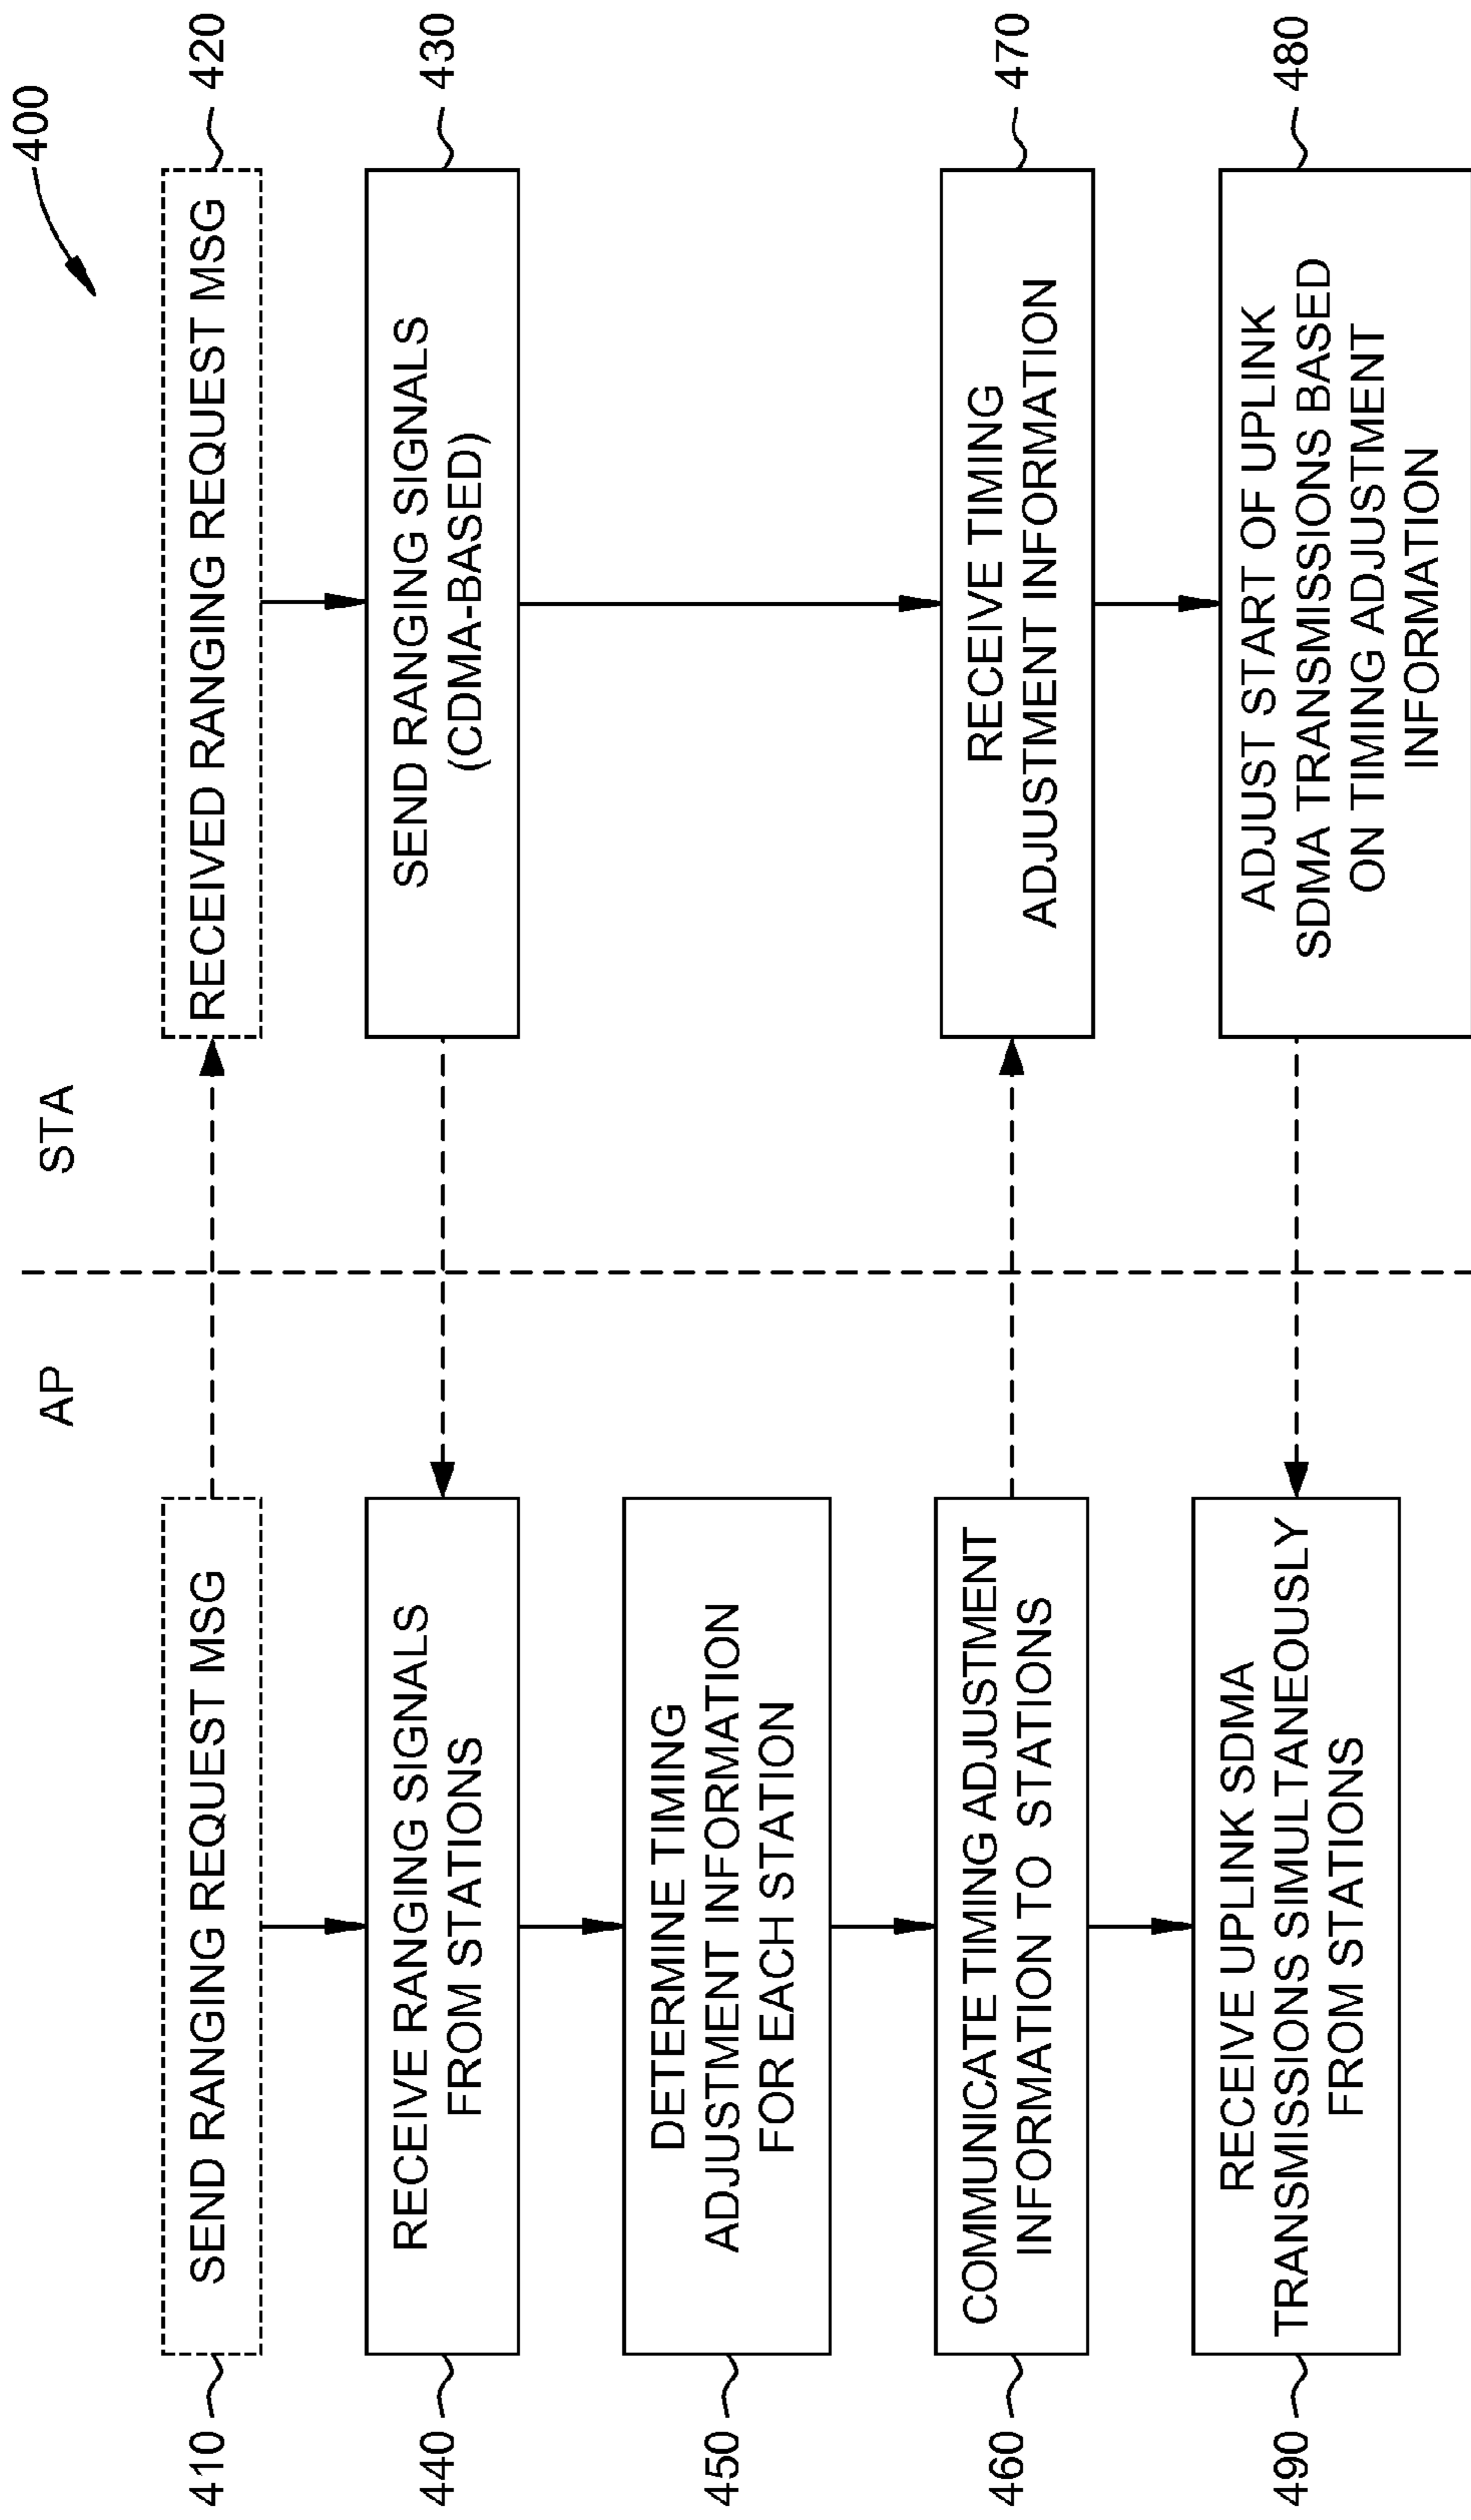 400
AP
STA
410
SEND RANGING REQUEST MSG
RECEIVED RANGING REQUEST MSG
420
440
RECEIVE RANGING SIGNALS
FROM STATIONS
SEND RANGING SIGNALS
(CDMA-BASED)
430
450
DETERMINE TIMING
ADJUSTMENT INFORMATION
FOR EACH STATION
460
COMMUNICATE TIMING ADJUSTMENT
INFORMATION TO STATIONS
RECEIVE TIMING
ADJUSTMENT INFORMATION
470
490
RECEIVE UPLINK SDMA
TRANSMISSIONS SIMULTANEOUSLY
FROM STATIONS
ADJUST START OF UPLINK
SDMA TRANSMISSIONS BASED
ON TIMING ADJUSTMENT
INFORMATION
480